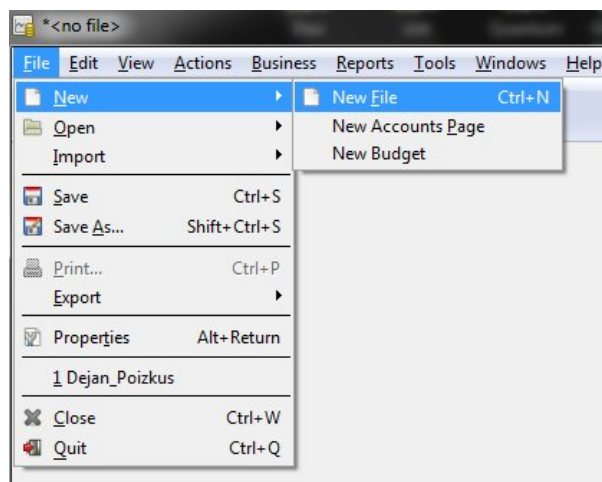 *<no file>
File Edit View Actions Business Reports Tools Windows Help
New
New File Ctrl+N
Open
New Accounts Page
Import
New Budget
Save Ctrl+S
Save As... Shift+Ctrl+S
Print... Ctrl+P
Export
Properties Alt+Return
1 Dejan_Poizkus
Close Ctrl+W
Quit Ctrl+Q